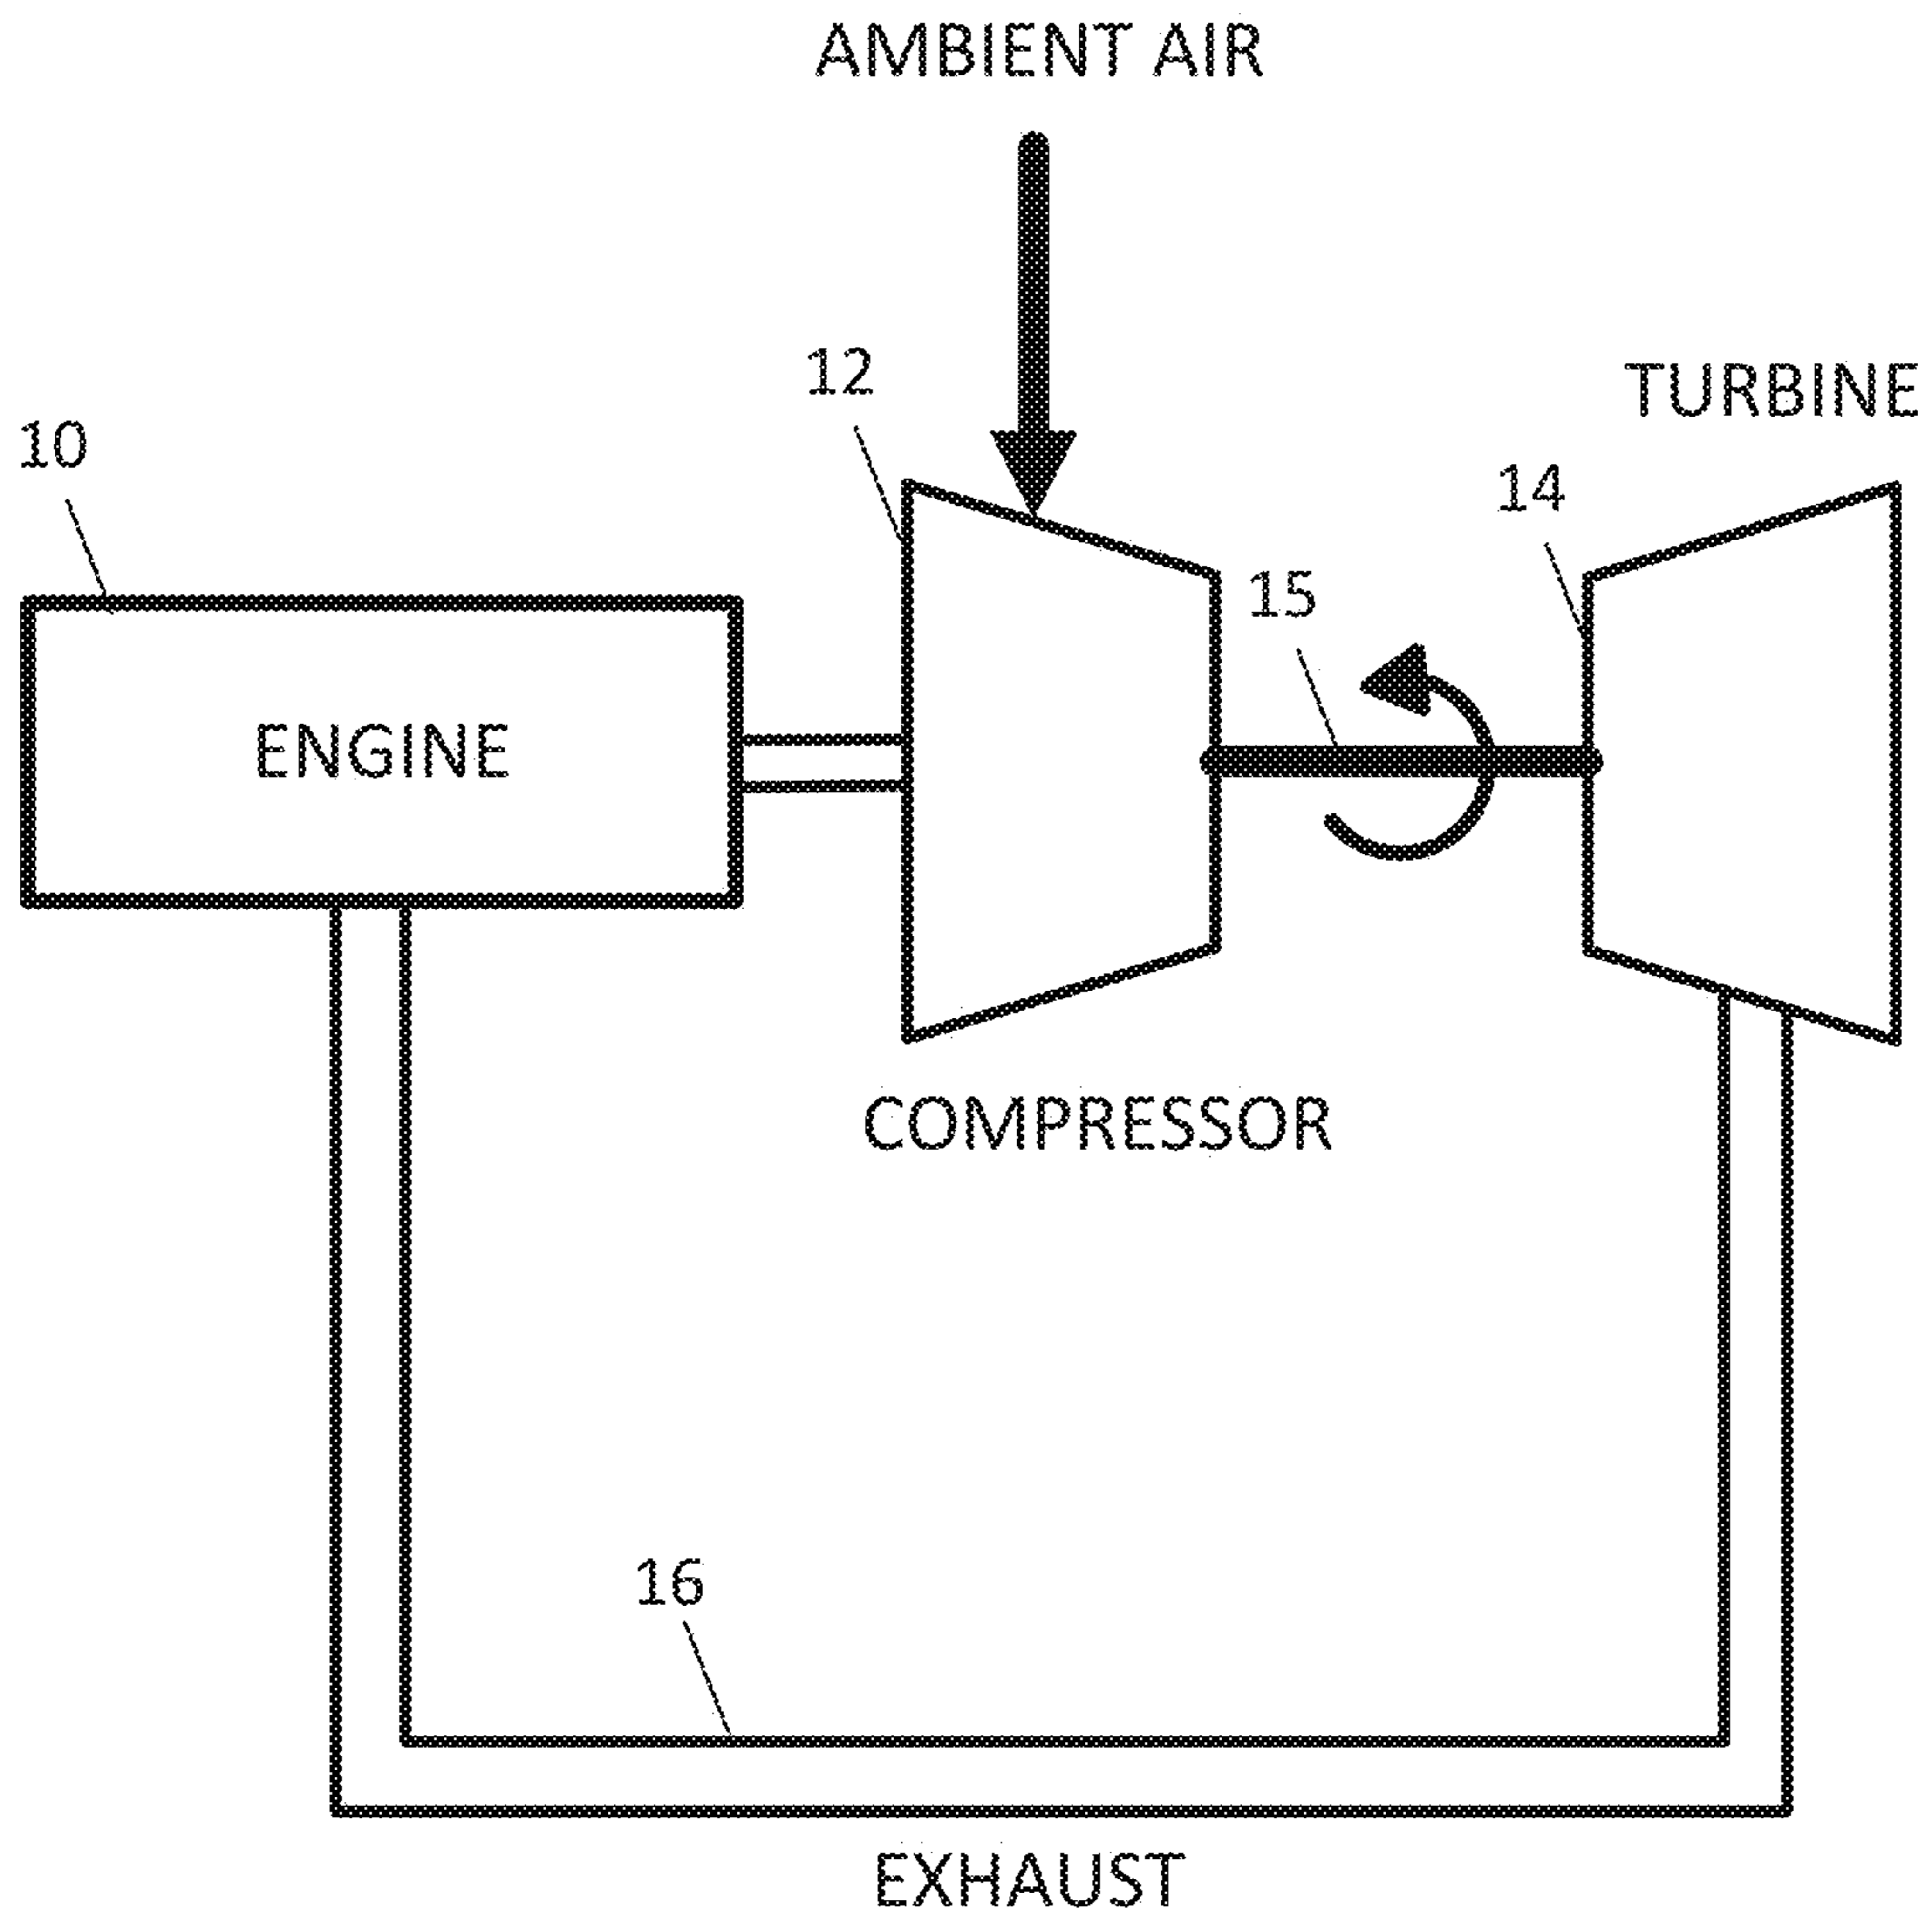 AMBIENT AIR
12
TURBINE
10
14
15
ENGINE
COMPRESSOR
16
EXHAUST